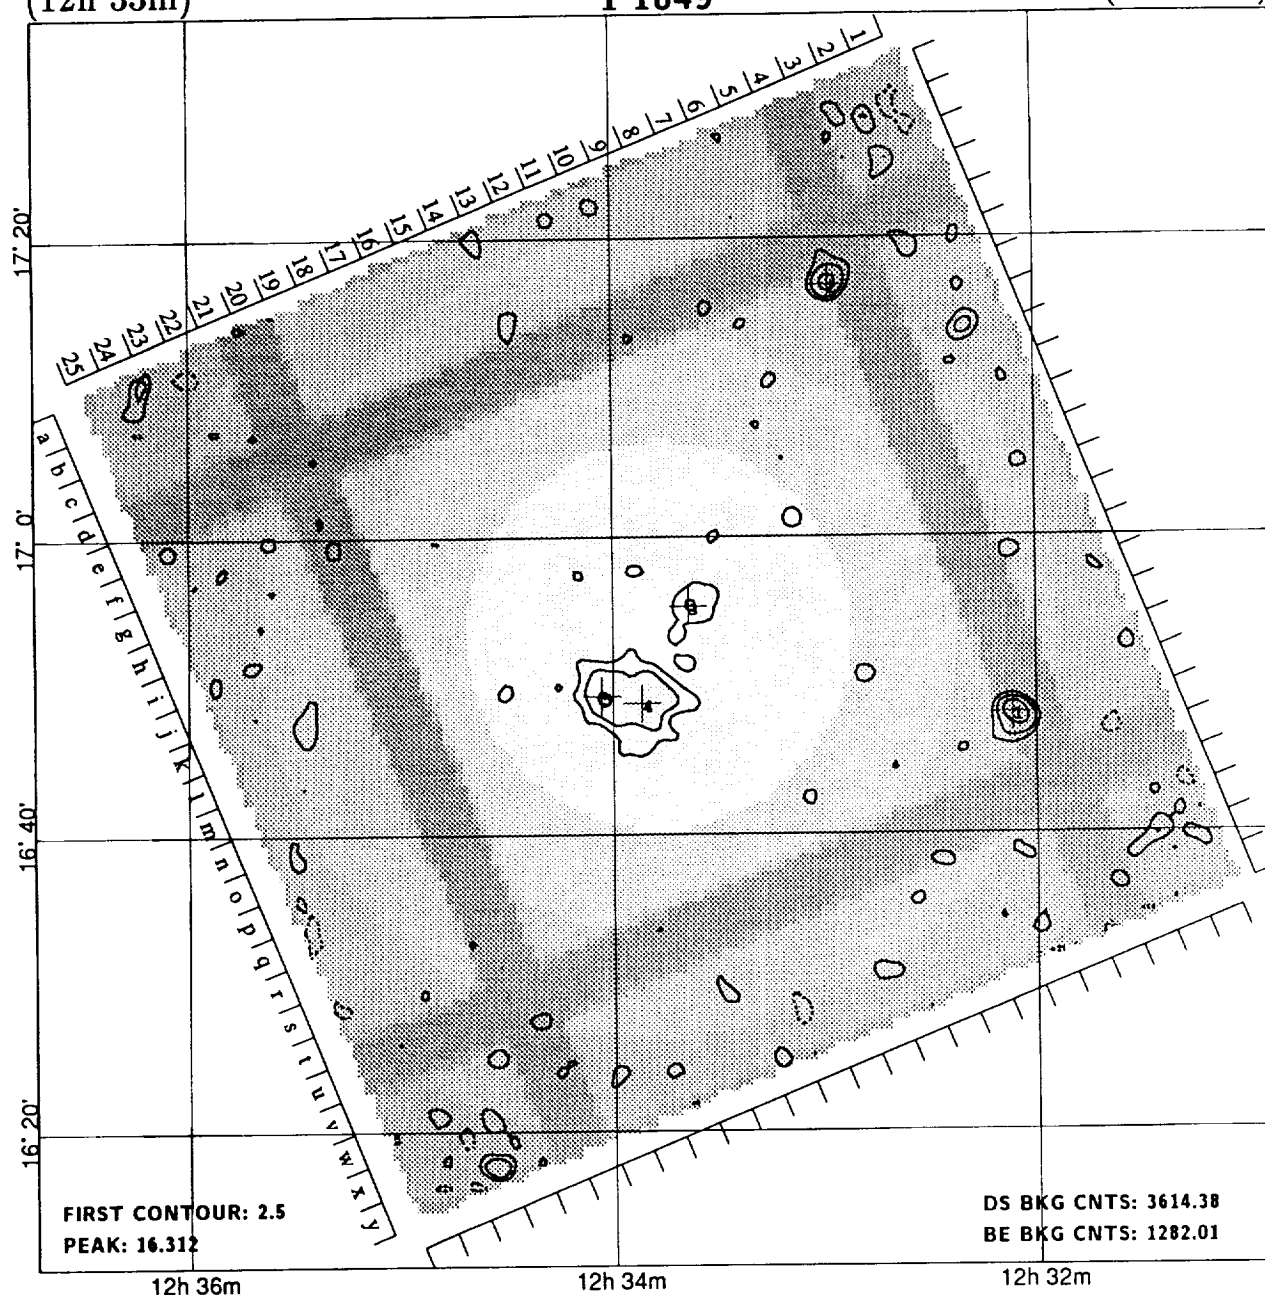 (12h 33m)
1 2 3 4 5 6 7 8 9 10 11 12 13 14 15 16 17 18 19 20 21 22 23 24 25
17° 20'
a b c d e f g h i j k l m n o p q r s t u v w x y
17° 0'
16° 40'
16° 20'
FIRST CONTOUR: 2.5
PEAK: 16.312
DS BKG CNTS: 3614.38
BE BKG CNTS: 1282.01
12h 36m
12h 34m
12h 32m